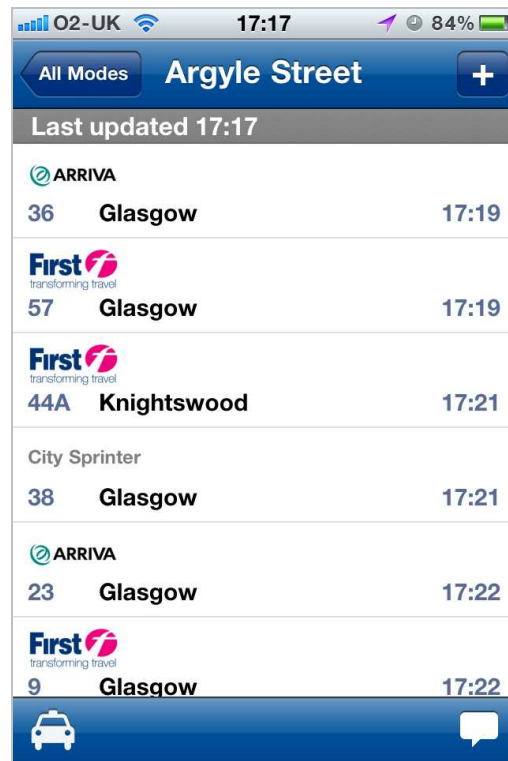 O2-UK 17:17 84%
All Modes Argyle Street +
Last updated 17:17
ARRIVA
36 Glasgow 17:19
First
transforming travel
57 Glasgow 17:19
First
transforming travel
44A Knightswood 17:21
City Sprinter
38 Glasgow 17:21
ARRIVA
23 Glasgow 17:22
First
transforming travel
9 Glasgow 17:22